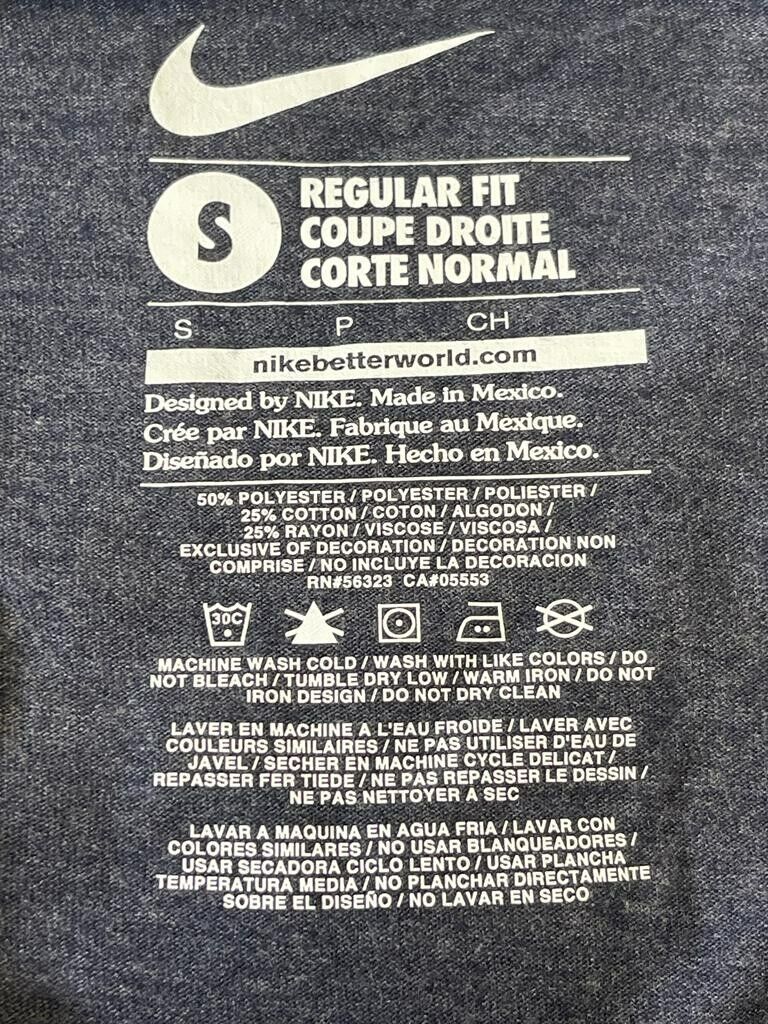 S
REGULAR FIT
COUPE DROITE
CORTE NORMAL
S P CH
nikebetterworld.com
Designed by NIKE. Made in Mexico.
Crée par NIKE. Fabrique au Mexique.
Diseñado por NIKE. Hecho en Mexico.
50% POLYESTER / POLYESTER / POLIESTER /
25% COTTON / COTON / ALGODON /
25% RAYON / VISCOSE / VISCOSA /
EXCLUSIVE OF DECORATION / DECORATION NON
COMPRISE / NO INCLUYE LA DECORACION
RN#56323 CA#05553
30C
MACHINE WASH COLD / WASH WITH LIKE COLORS / DO
NOT BLEACH / TUMBLE DRY LOW / WARM IRON / DO NOT
IRON DESIGN / DO NOT DRY CLEAN
LAVER EN MACHINE A L'EAU FROIDE / LAVER AVEC
COULEURS SIMILAIRES / NE PAS UTILISER D'EAU DE
JAVEL / SECHER EN MACHINE CYCLE DELICAT /
REPASSER FER TIEDE / NE PAS REPASSER LE DESSIN /
NE PAS NETTOYER A SEC
LAVAR A MAQUINA EN AGUA FRIA / LAVAR CON
COLORES SIMILARES / NO USAR BLANQUEADORES /
USAR SECADORA CICLO LENTO / USAR PLANCHA
TEMPERATURA MEDIA / NO PLANCHAR DIRECTAMENTE
SOBRE EL DISEÑO / NO LAVAR EN SECO